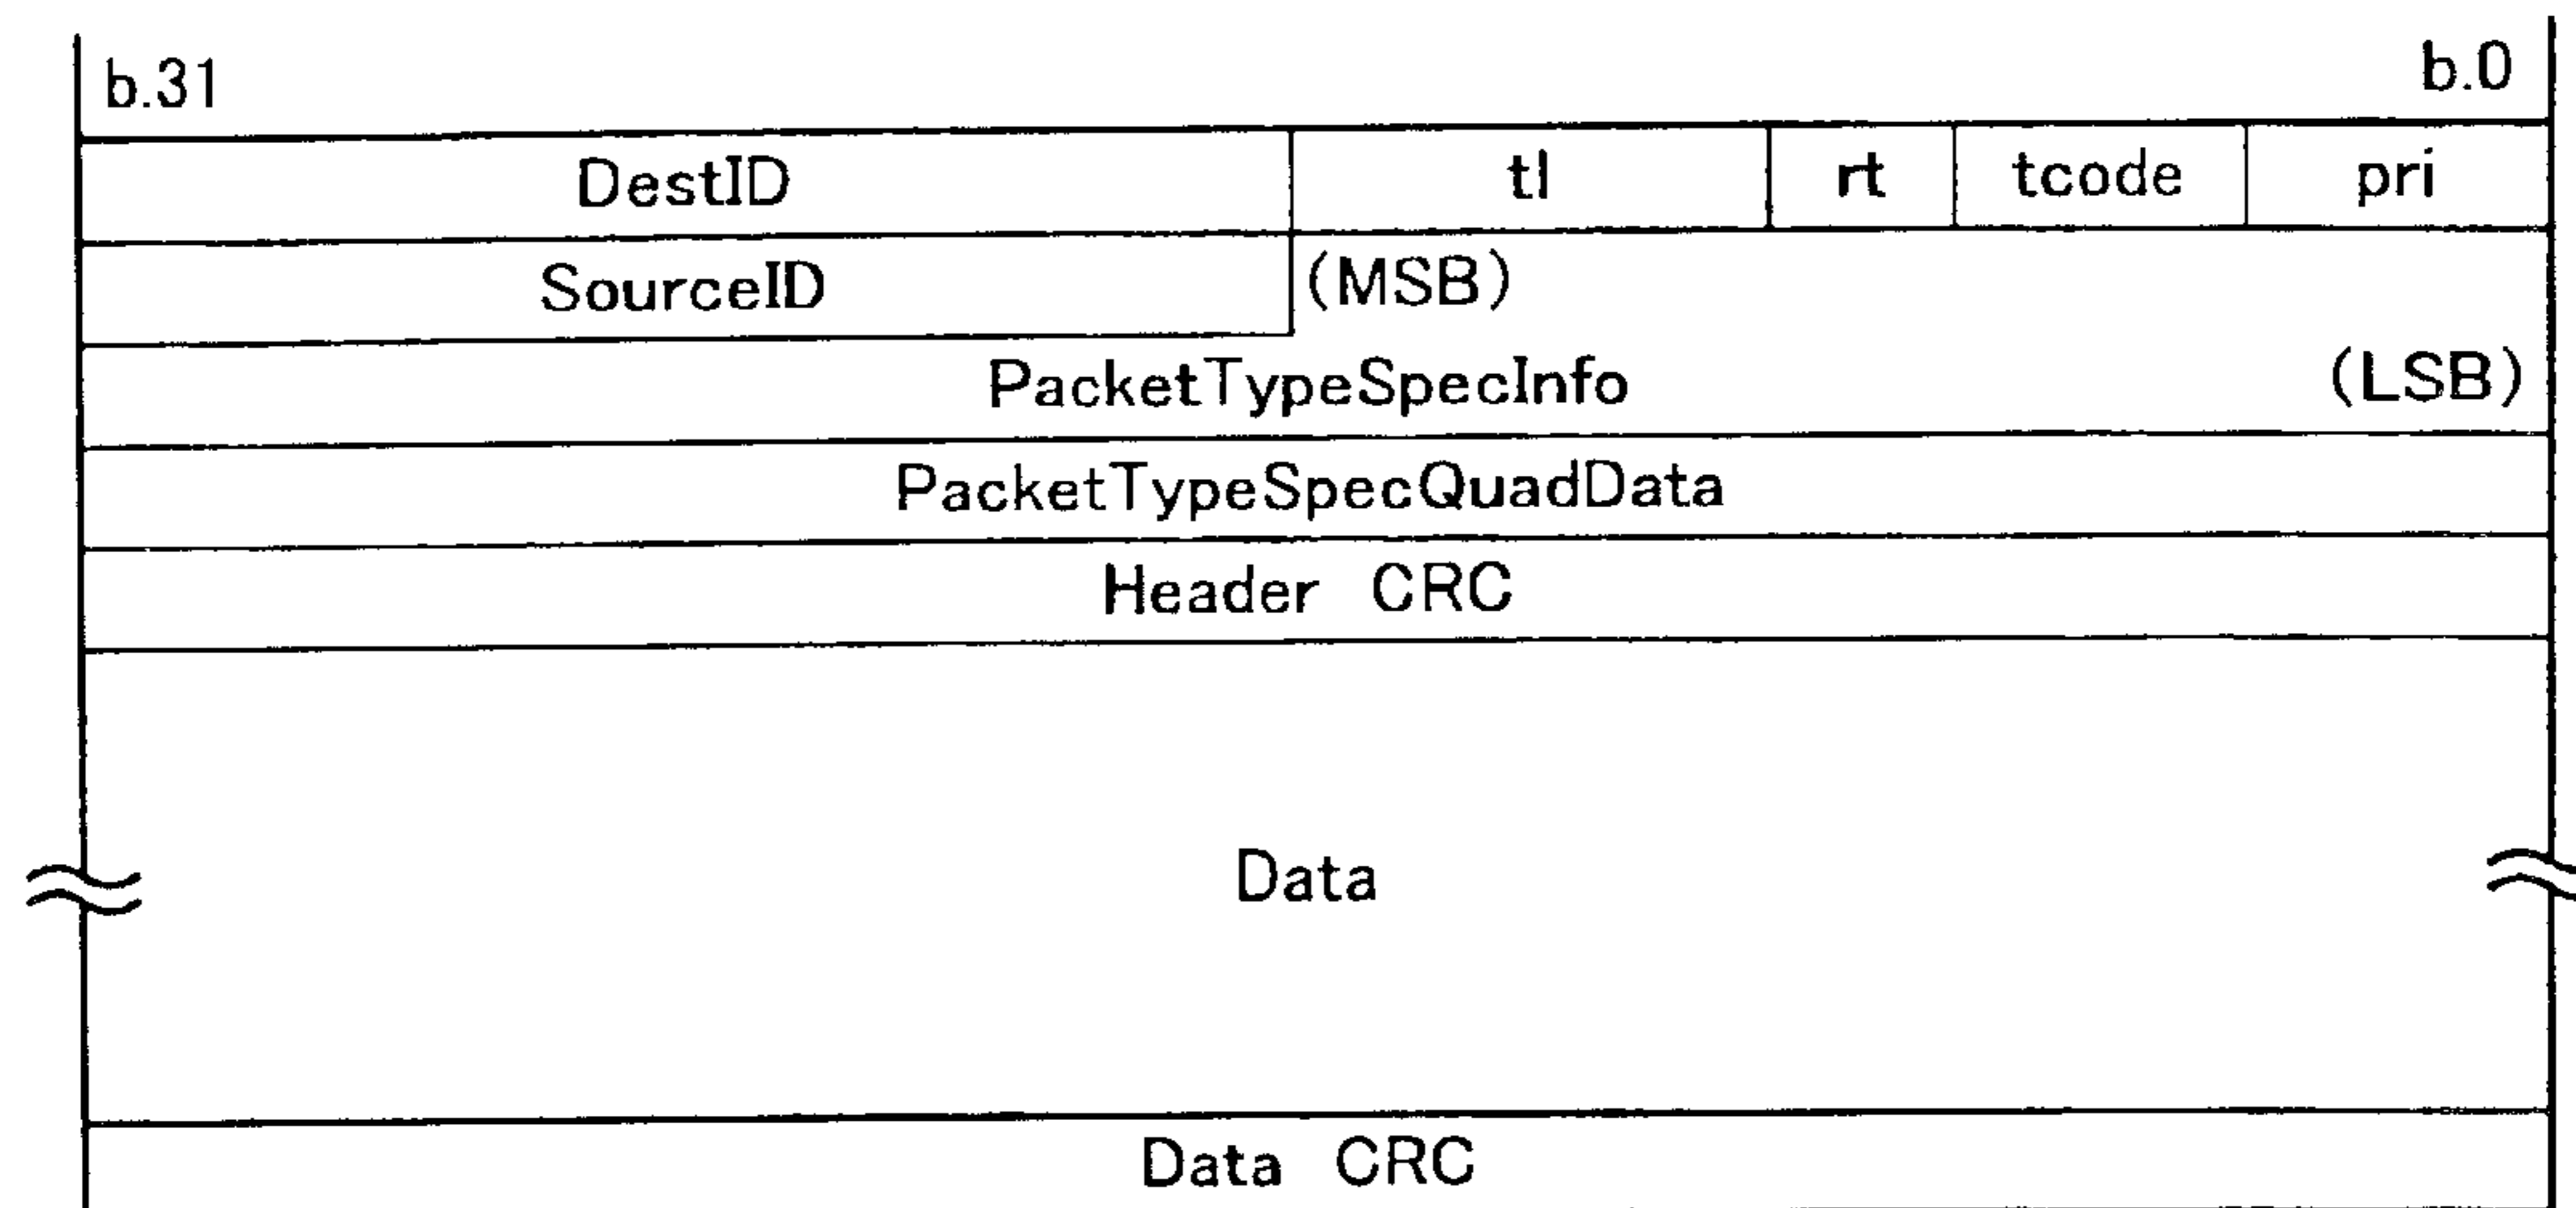 b.31 b.0
DestID tl rt tcode pri
SourceID (MSB)
PacketTypeSpecInfo (LSB)
PacketTypeSpecQuadData
Header CRC
Data
Data CRC